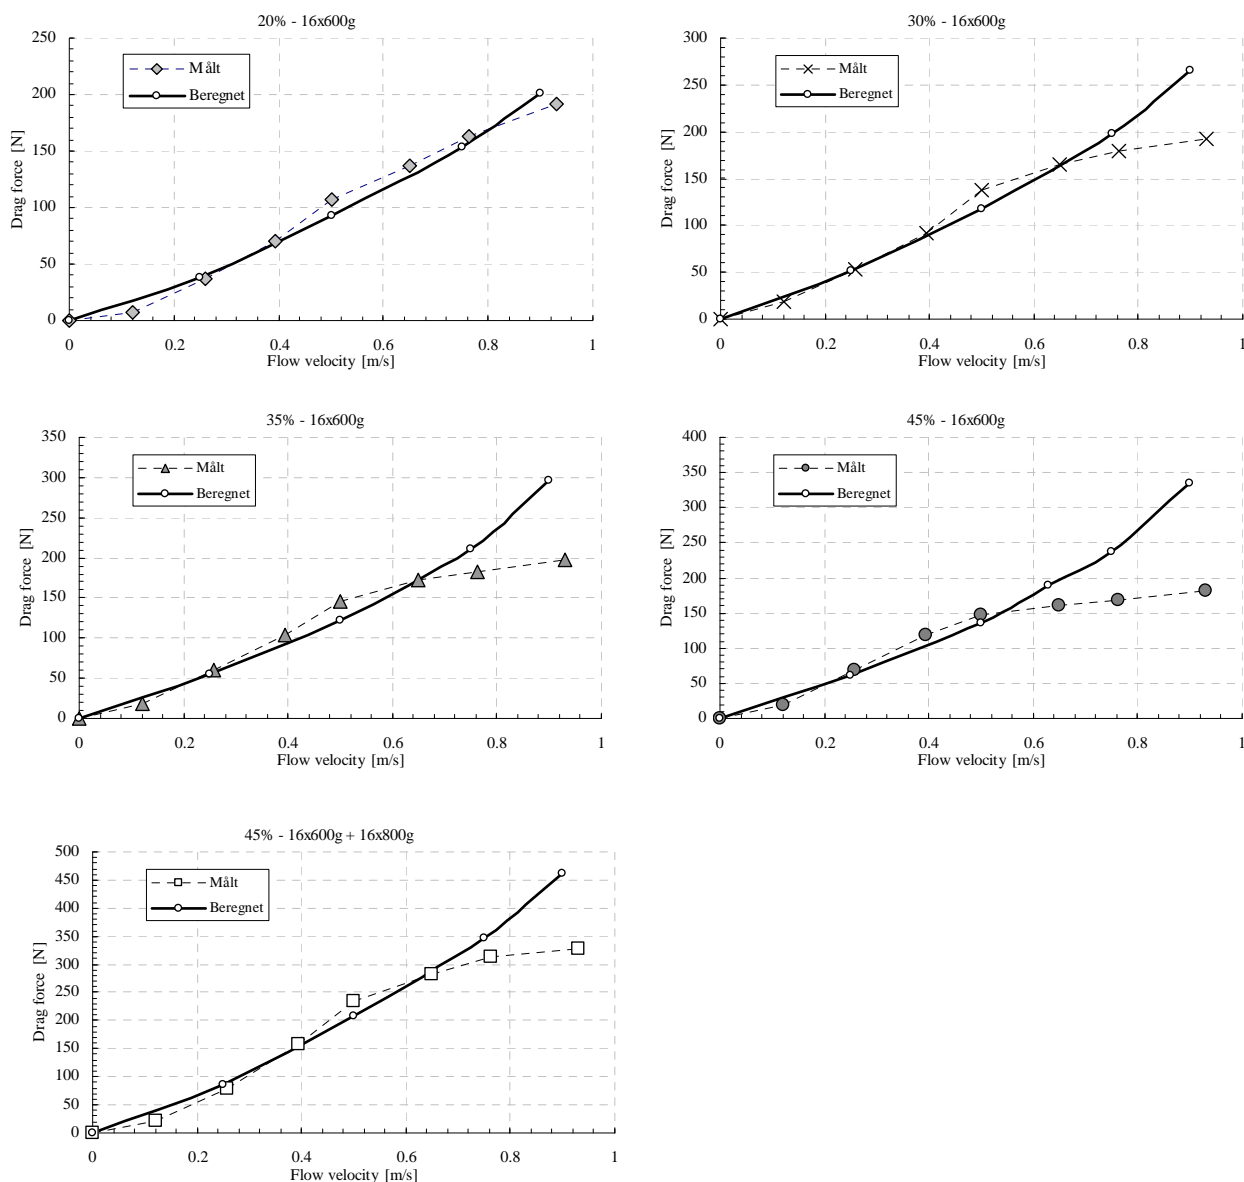 20% - 16x600g
250
200
150
100
50
0
Drag force [N]
Målt
Beregnet
0 0.2 0.4 0.6 0.8 1
Flow velocity [m/s]
30% - 16x600g
300
250
200
150
100
50
0
Drag force [N]
Målt
Beregnet
0 0.2 0.4 0.6 0.8 1
Flow velocity [m/s]
35% - 16x600g
350
300
250
200
150
100
50
0
Drag force [N]
Målt
Beregnet
0 0.2 0.4 0.6 0.8 1
Flow velocity [m/s]
45% - 16x600g
400
350
300
250
200
150
100
50
0
Drag force [N]
Målt
Beregnet
0 0.2 0.4 0.6 0.8 1
Flow velocity [m/s]
45% - 16x600g + 16x800g
500
450
400
350
300
250
200
150
100
50
0
Drag force [N]
Målt
Beregnet
0 0.2 0.4 0.6 0.8 1
Flow velocity [m/s]